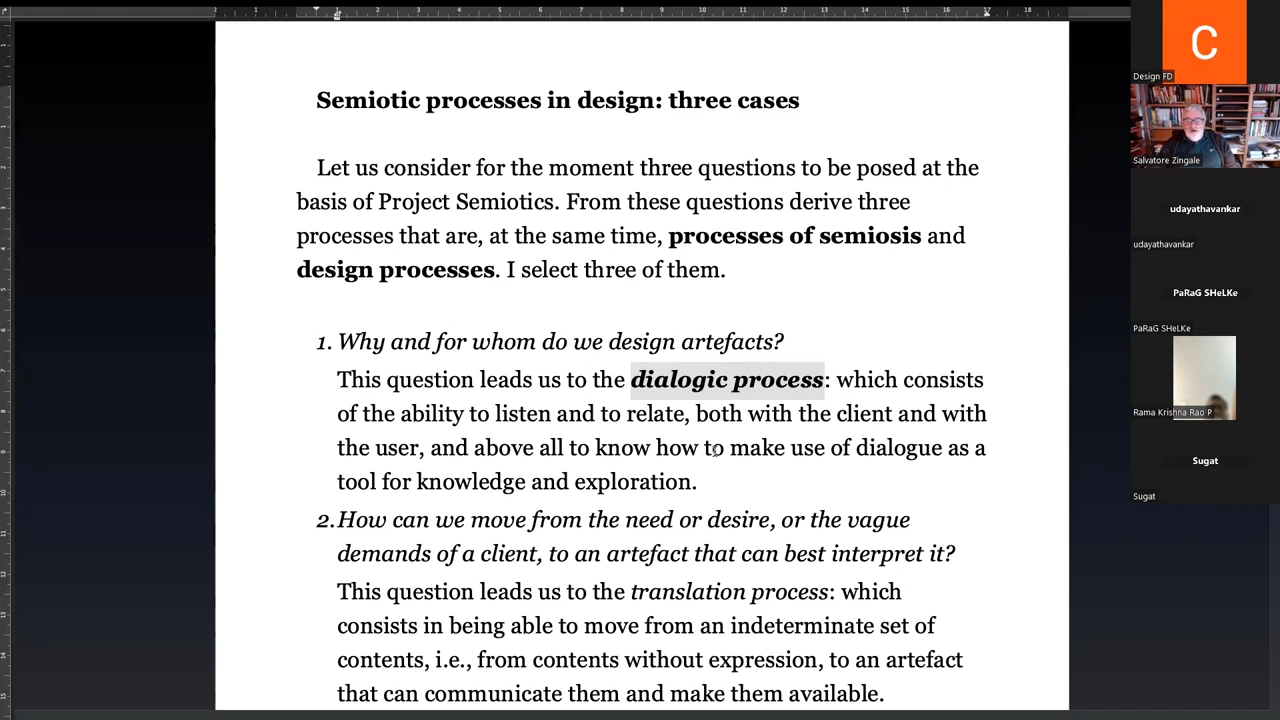 Semiotic processes in design: three cases
Let us consider for the moment three questions to be posed at the
basis of Project Semiotics. From these questions derive three
processes that are, at the same time, processes of semiosis and
design processes. I select three of them.
1. Why and for whom do we design artefacts?
This question leads us to the dialogic process: which consists
of the ability to listen and to relate, both with the client and with
the user, and above all to know how to make use of dialogue as a
tool for knowledge and exploration.
2. How can we move from the need or desire, or the vague
demands of a client, to an artefact that can best interpret it?
This question leads us to the translation process: which
consists in being able to move from an indeterminate set of
contents, i.e., from contents without expression, to an artefact
that can communicate them and make them available.
C
Design FD
Salvatore Zingale
udayathavankar
udayathavankar
PaRaG SHeLKe
PaRaG SHeLKe
Rama Krishna Rao P
Sugat
Sugat